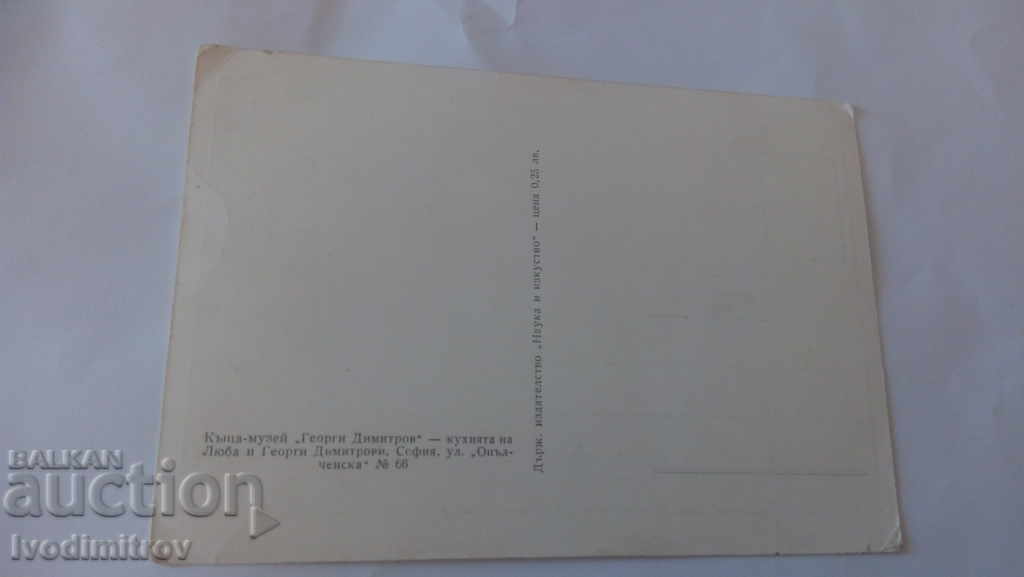 Къща-музей „Георги Димитров“ — кухнята на
Люба и Георги Димитрови, София, ул. „Опъл-
ченска“ № 66
Държ. издателство „Наука и изкуство“ — цена 0,25 лв.
BALKAN
auction
Ivodimitrov